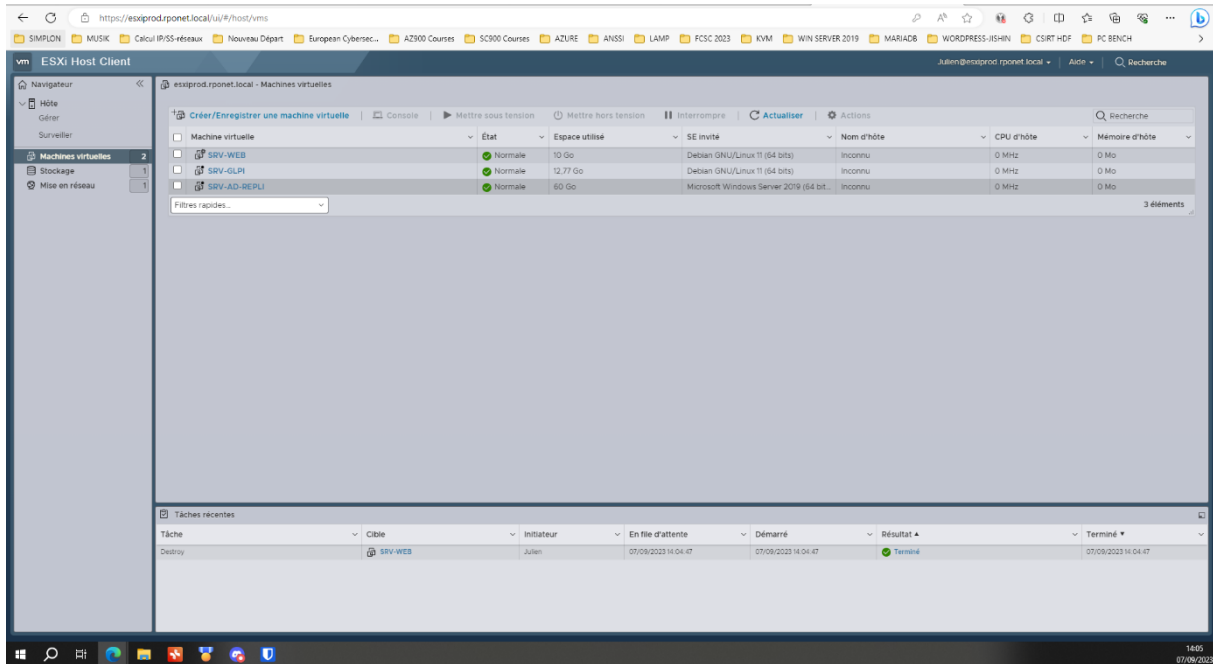 https://esxiprod.rponet.local/ui/#/host/vms
SIMPLON MUSIK Calcul IP/SS-réseaux Nouveau Départ European Cybersec... AZ900 Courses SC900 Courses AZURE ANSSI LAMP FCSC 2023 KVM WIN SERVER 2019 MARIADB WORDPRESS-JISHIN CSIRT HDF PC BENCH
vm ESXi Host Client Julien@esxiprod.rponet.local Aide Recherche
Navigateur
Hôte
Gérer
Surveiller
Machines virtuelles 2
Stockage 1
Mise en réseau 1
esxiprod.rponet.local - Machines virtuelles
Créer/Enregistrer une machine virtuelle Console Mettre sous tension Mettre hors tension Interrompre Actualiser Actions Recherche
Machine virtuelle État Espace utilisé SE invité Nom d'hôte CPU d'hôte Mémoire d'hôte
SRV-WEB Normale 10 Go Debian GNU/Linux 11 (64 bits) Inconnu 0 MHz 0 Mo
SRV-GLPI Normale 12,77 Go Debian GNU/Linux 11 (64 bits) Inconnu 0 MHz 0 Mo
SRV-AD-REPLI Normale 60 Go Microsoft Windows Server 2019 (64 bit... Inconnu 0 MHz 0 Mo
Filtres rapides... 3 éléments
Tâches récentes
Tâche Cible Initiateur En file d'attente Démarré Résultat Terminé
Destroy SRV-WEB Julien 07/09/2023 14:04:47 07/09/2023 14:04:47 Terminé 07/09/2023 14:04:47
14:05
07/09/2023